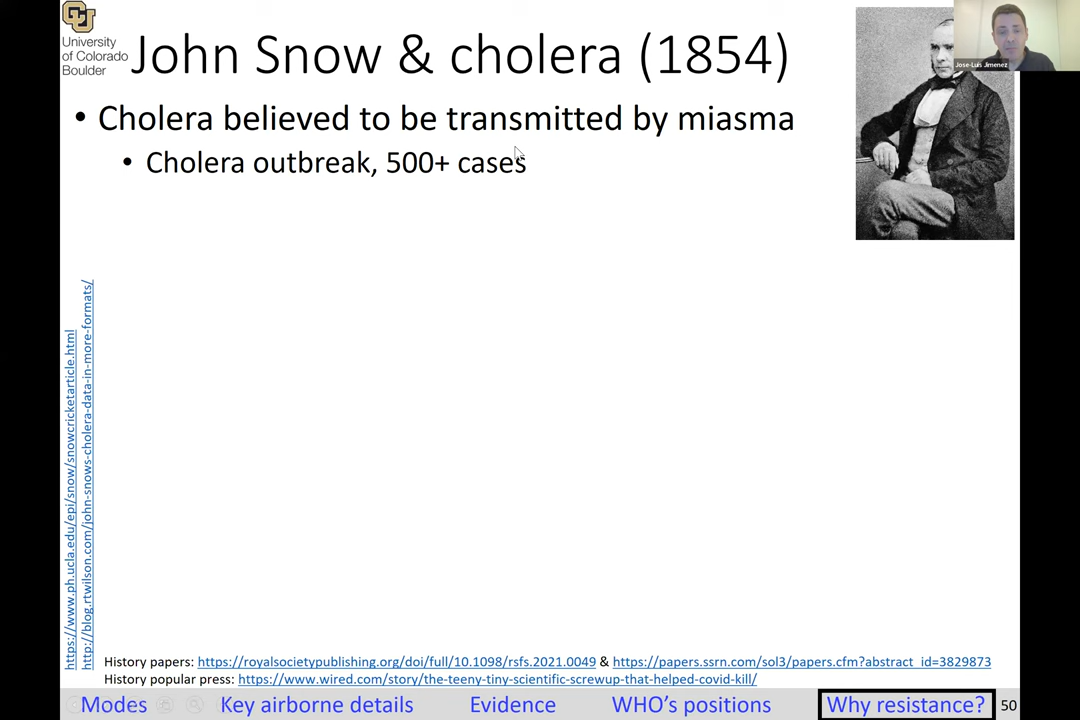 University
of Colorado
Boulder
John Snow & cholera (1854)
Jose-Luis Jimenez
• Cholera believed to be transmitted by miasma
• Cholera outbreak, 500+ cases
https://www.ph.ucla.edu/epi/snow/snowcricketarticle.html
http://blog.rtwilson.com/john-snows-cholera-data-in-more-formats/
History papers: https://royalsocietypublishing.org/doi/full/10.1098/rsfs.2021.0049 & https://papers.ssrn.com/sol3/papers.cfm?abstract_id=3829873
History popular press: https://www.wired.com/story/the-teeny-tiny-scientific-screwup-that-helped-covid-kill/
Modes Key airborne details Evidence WHO's positions Why resistance? 50